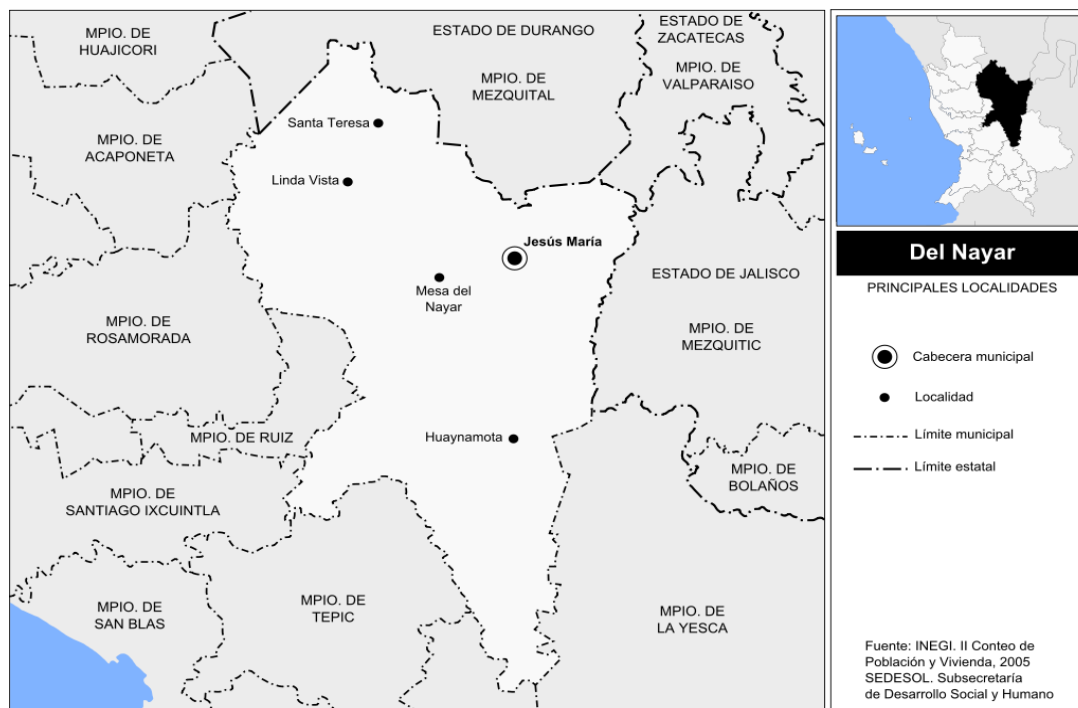 MPIO. DE
HUAJICORI
ESTADO DE DURANGO
ESTADO DE
ZACATECAS
MPIO. DE
MEZQUITAL
MPIO. DE
VALPARAISO
Santa Teresa
MPIO. DE
ACAPONETA
Linda Vista
Jesús María
Mesa del
Nayar
ESTADO DE JALISCO
MPIO. DE
ROSAMORADA
MPIO. DE
MEZQUITIC
MPIO. DE RUIZ
Huaynamota
MPIO. DE
BOLAÑOS
MPIO. DE
SANTIAGO IXCUINTLA
MPIO. DE
SAN BLAS
MPIO. DE
TEPIC
MPIO. DE
LA YESCA
Del Nayar
PRINCIPALES LOCALIDADES
Cabecera municipal
Localidad
Límite municipal
Límite estatal
Fuente: INEGI. II Conteo de
Población y Vivienda, 2005
SEDESOL. Subsecretaría
de Desarrollo Social y Humano